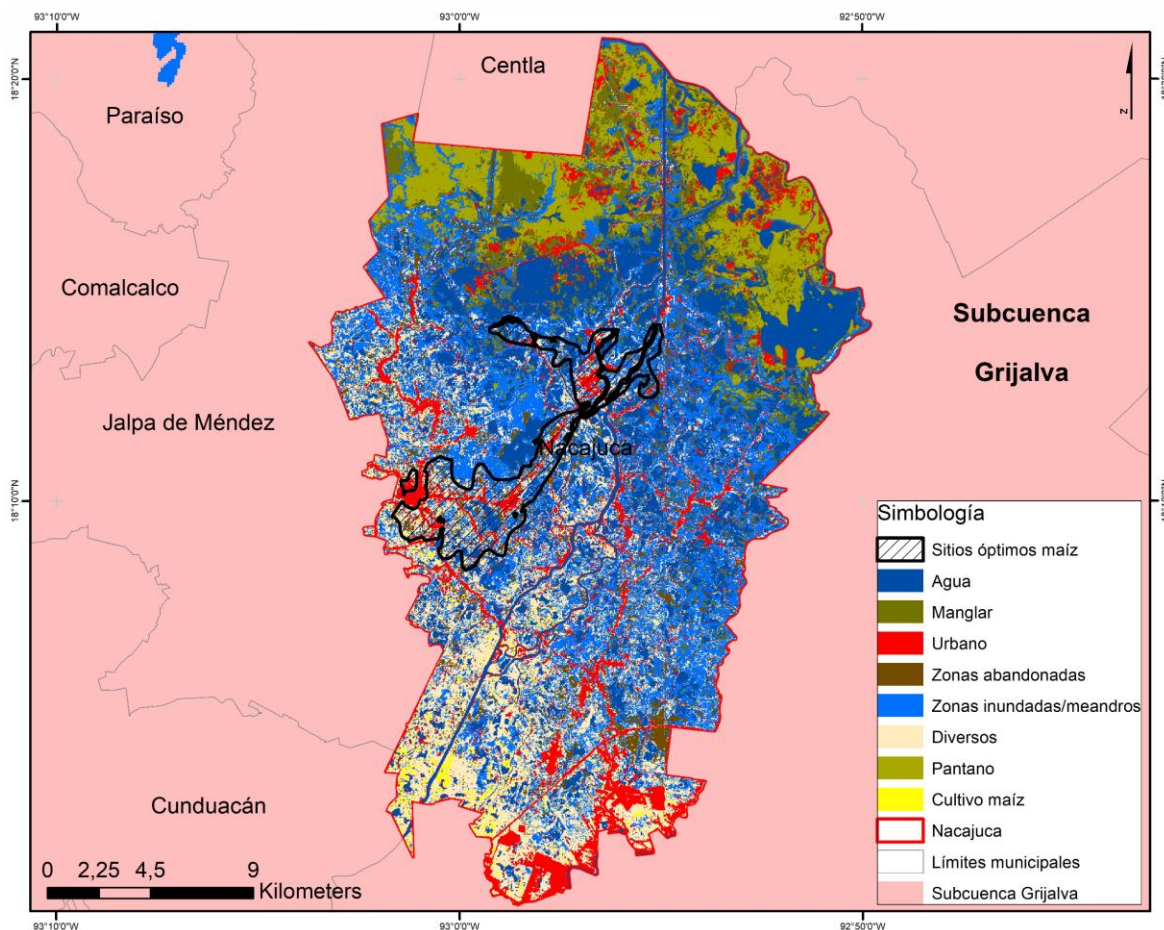 93°10'0"W 93°0'0"W 92°50'0"W
18°20'0"N
Centla
Paraíso
z
Comalcalco
Subcuenca
Grijalva
Jalpa de Méndez
Nacajuca
18°10'0"N
Simbología
Sitios óptimos maíz
Agua
Manglar
Urbano
Zonas abandonadas
Zonas inundadas/meandros
Diversos
Pantano
Cultivo maíz
Nacajuca
Límites municipales
Subcuenca Grijalva
Cunduacán
0 2,25 4,5 9
Kilometers
93°10'0"W 93°0'0"W 92°50'0"W